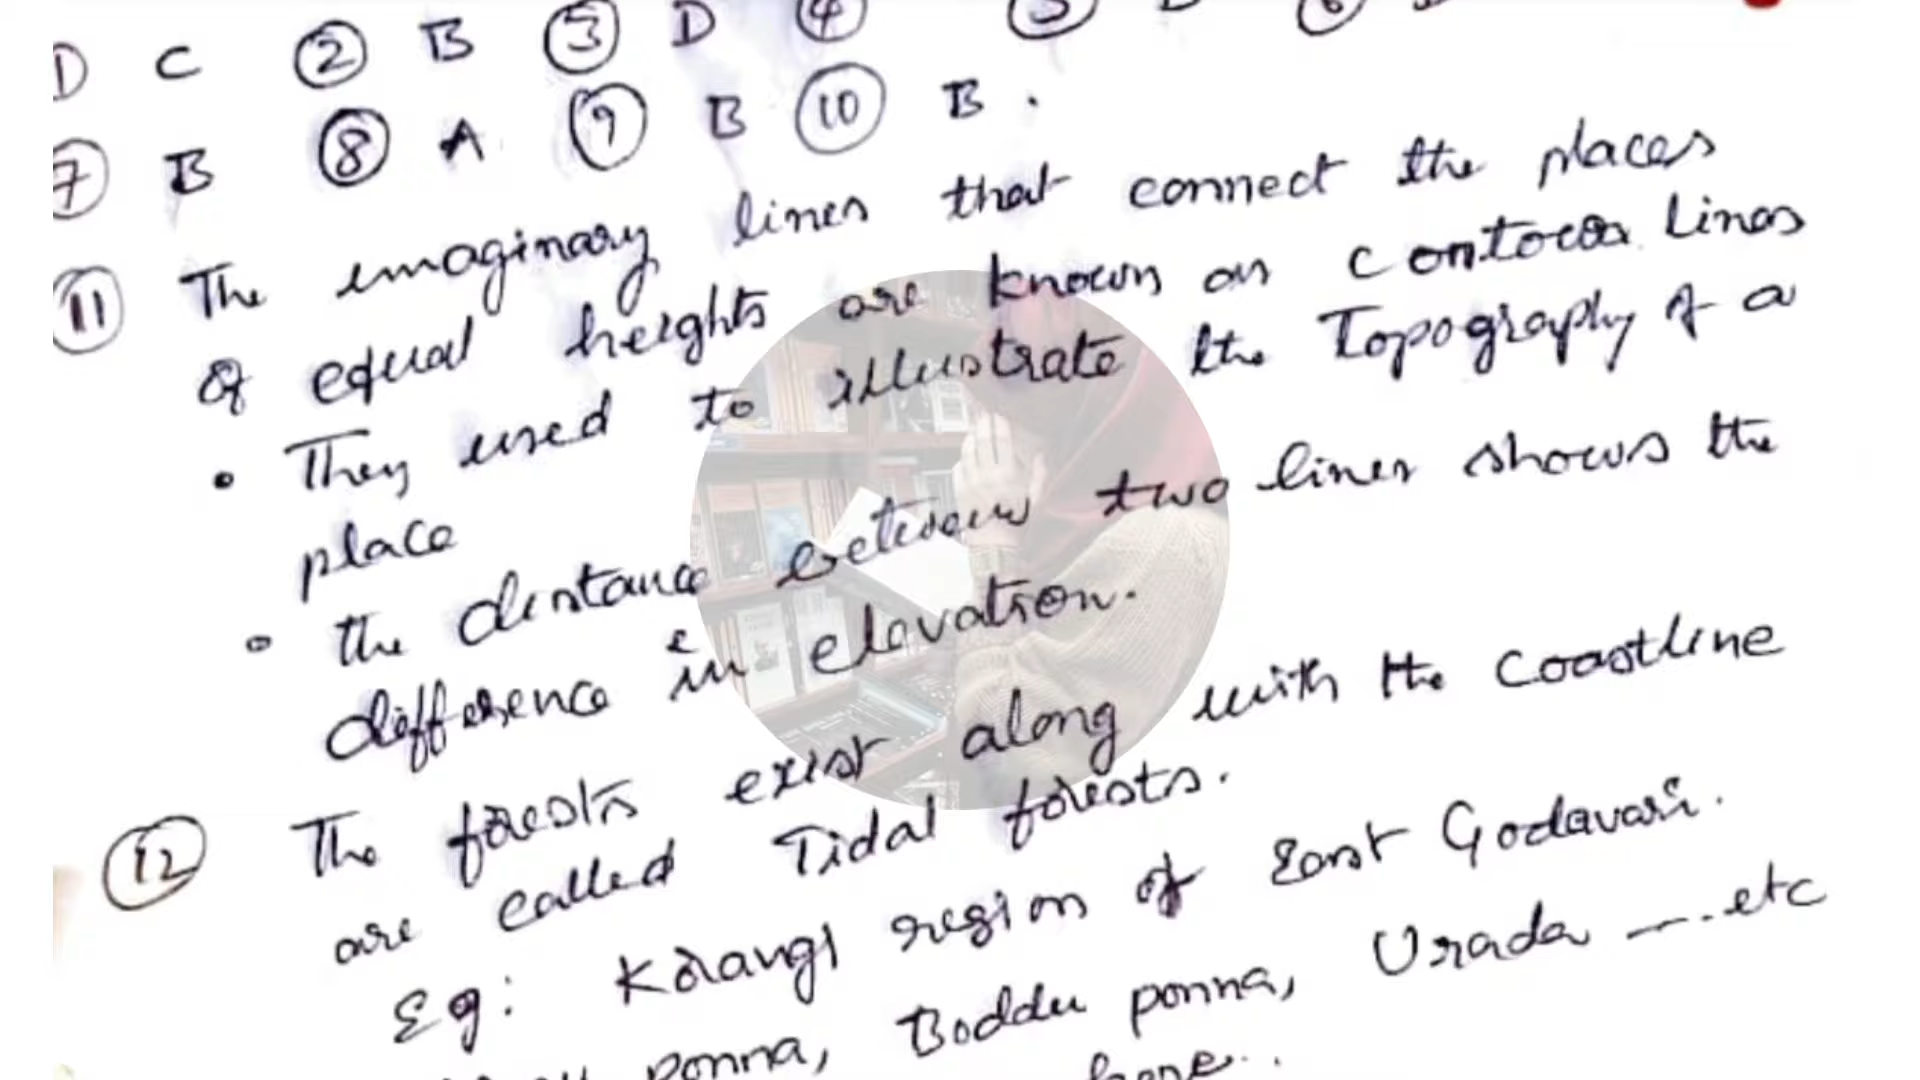 1) C ② B ③ D ④ ⑤ ⑥
⑦ B ⑧ A ⑨ B ⑩ B .
⑪ The imaginary lines that connect the places
of equal heights are known as contour Lines
• They used to illustrate the Topography of a
place
• the distance between two lines shows the
difference in elevation.
⑫ The forests exist along with the coastline
are called Tidal forests.
Eg: Korangi region of East Godavari.
ponna, Boddu ponna, Urada ---. etc